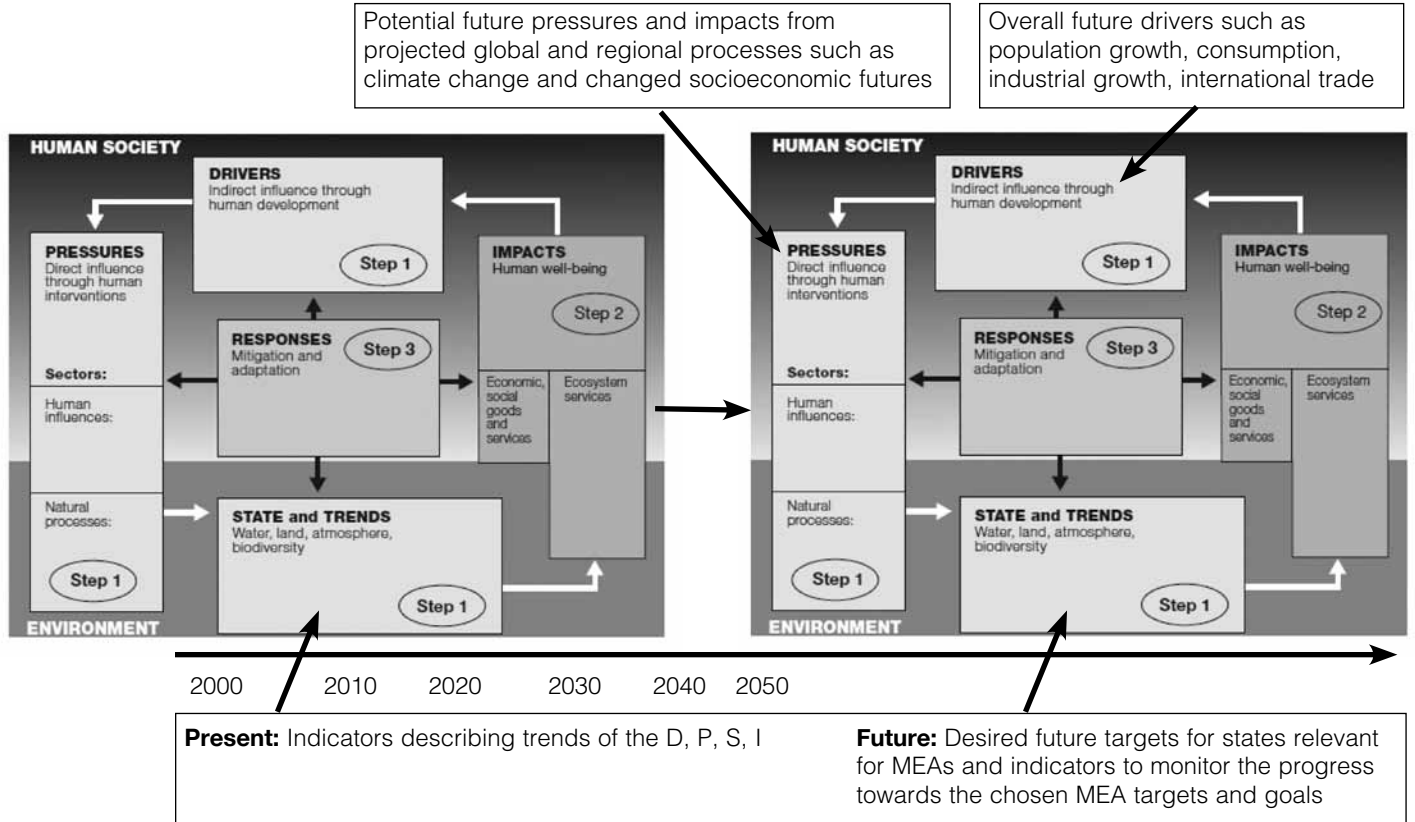 Potential future pressures and impacts from
projected global and regional processes such as
climate change and changed socioeconomic futures
Overall future drivers such as
population growth, consumption,
industrial growth, international trade
HUMAN SOCIETY
DRIVERS
Indirect influence through
human development
Step 1
PRESSURES
Direct influence
through human
interventions
Sectors:
Human
influences:
Natural
processes:
Step 1
RESPONSES
Mitigation and
adaptation
Step 3
IMPACTS
Human well-being
Step 2
Economic,
social
goods
and
services
Ecosystem
services
STATE and TRENDS
Water, land, atmosphere,
biodiversity
Step 1
ENVIRONMENT
HUMAN SOCIETY
DRIVERS
Indirect influence through
human development
Step 1
PRESSURES
Direct influence
through human
interventions
Sectors:
Human
influences:
Natural
processes:
Step 1
RESPONSES
Mitigation and
adaptation
Step 3
IMPACTS
Human well-being
Step 2
Economic,
social
goods
and
services
Ecosystem
services
STATE and TRENDS
Water, land, atmosphere,
biodiversity
Step 1
ENVIRONMENT
2000 2010 2020 2030 2040 2050
Present: Indicators describing trends of the D, P, S, I
Future: Desired future targets for states relevant
for MEAs and indicators to monitor the progress
towards the chosen MEA targets and goals